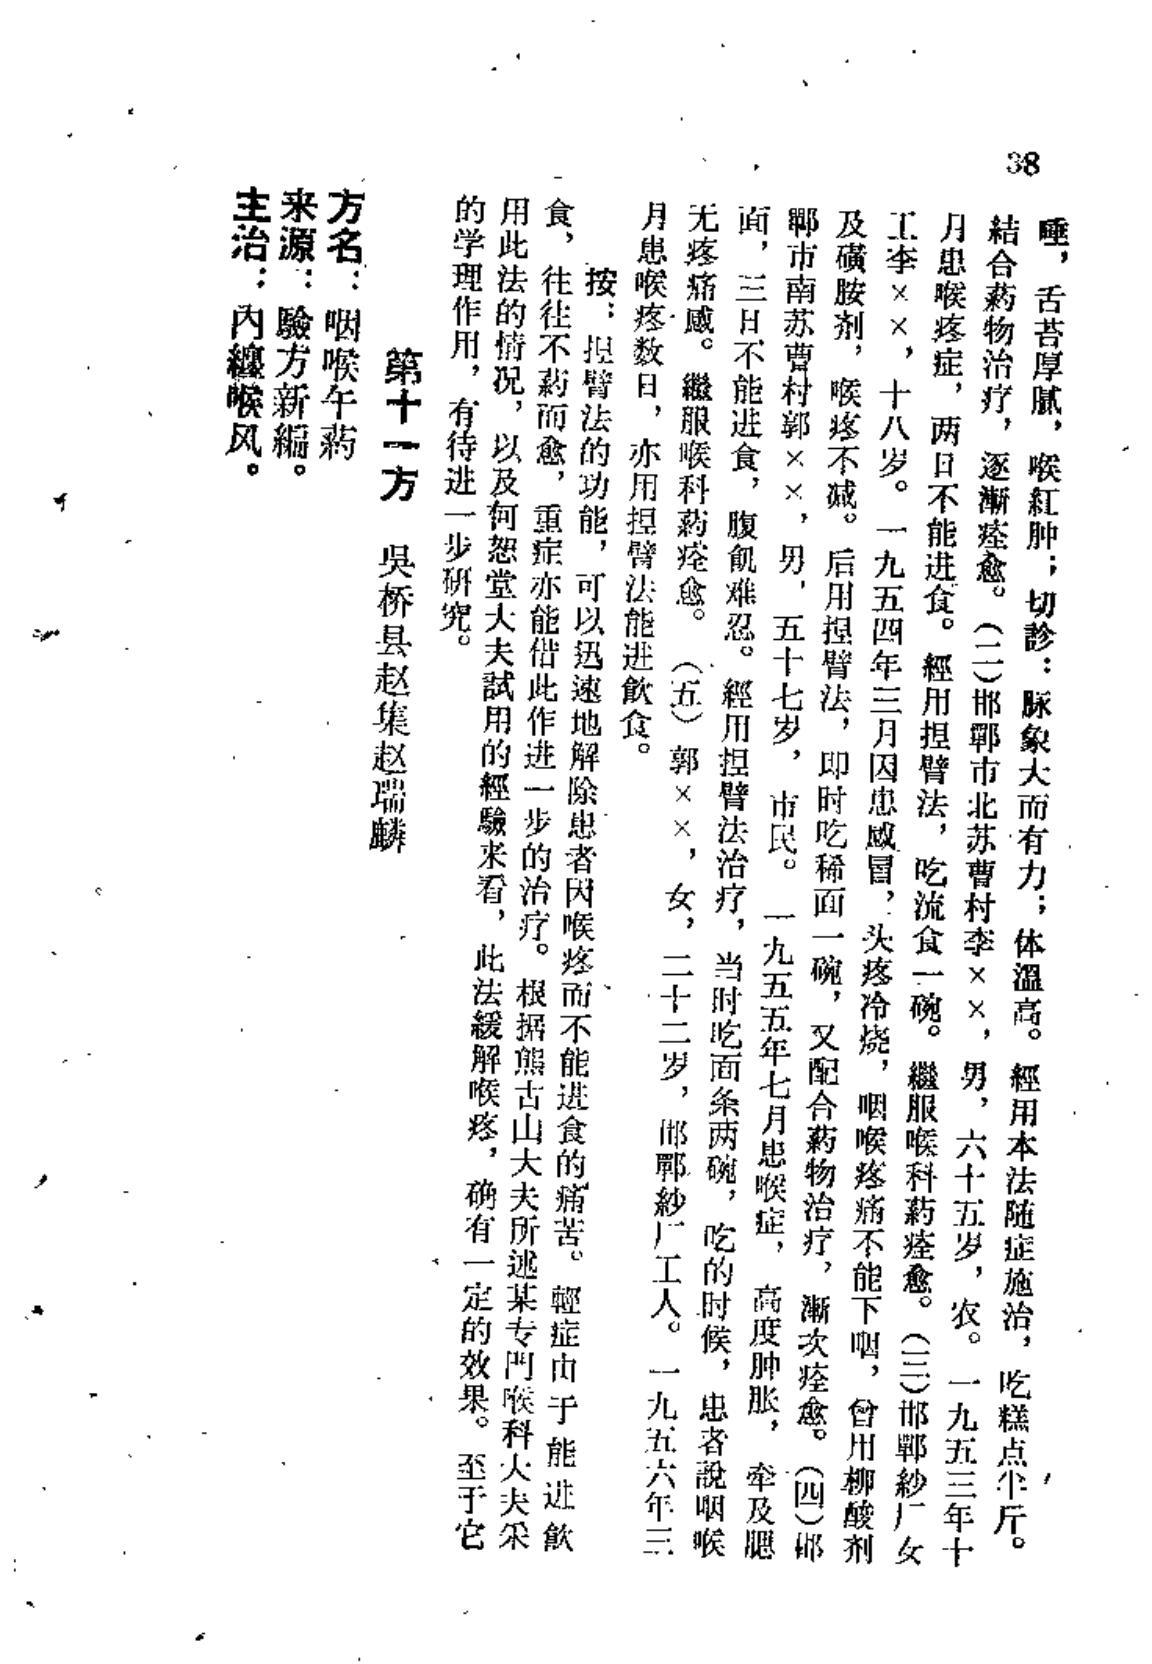 38
唾，舌苔厚腻，喉紅肿；切診：脉象大而有力；体溫高。經用本法随症施治，吃糕点半斤。
結合葯物治疗，逐漸痊愈。（二）邯鄲市北苏曹村李××，男，六十五岁，农。一九五三年十
月患喉疼症，两日不能进食。經用捏臂法，吃流食一碗。繼服喉科葯痊愈。（三）邯鄲紗厂女
工李××，十八岁。一九五四年三月因患感冒，头疼冷烧，咽喉疼痛不能下咽，曾用柳酸剂
及磺胺剂，喉疼不减。后用捏臂法，即时吃稀面一碗，又配合葯物治疗，漸次痊愈。（四）邯
鄲市南苏曹村郭××，男，五十七岁，市民。一九五五年七月患喉症，高度肿胀，牵及腮
面，三日不能进食，腹飢难忍。經用捏臂法治疗，当时吃面条两碗，吃的时候，患者說咽喉
无疼痛感。繼服喉科葯痊愈。（五）郭××，女，二十二岁，邯鄲紗厂工人。一九五六年三
月患喉疼数日，亦用捏臂法能进飲食。
按：捏臂法的功能，可以迅速地解除患者因喉疼而不能进食的痛苦。輕症由于能进飲
食，往往不葯而愈，重症亦能借此作进一步的治疗。根据熊古山大夫所述某专門喉科大夫采
用此法的情况，以及何恕堂大夫試用的經驗来看，此法緩解喉疼，确有一定的效果。至于它
的学理作用，有待进一步研究。
第十一方　吳桥县赵集赵瑞麟
方名：咽喉午葯
来源：驗方新編。
主治：內纏喉风。